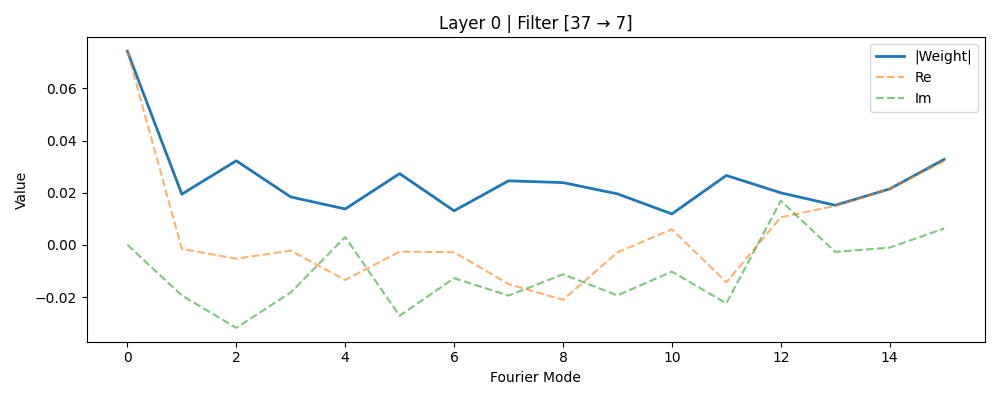 Layer 0 | Filter [37 → 7]
|Weight|
Re
Im
Value
0.06
0.04
0.02
0.00
−0.02
0 2 4 6 8 10 12 14
Fourier Mode